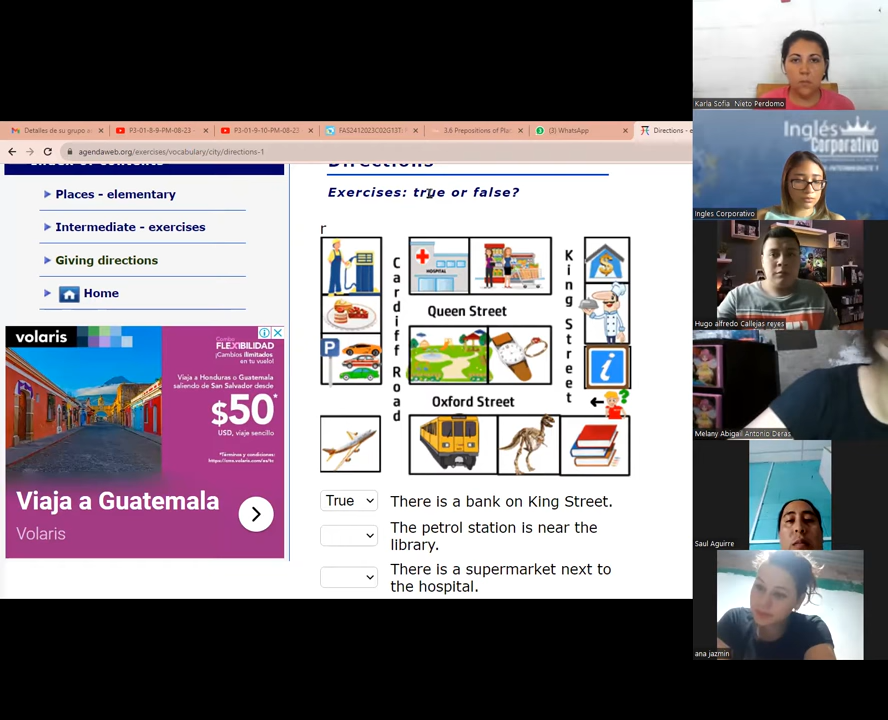 Detalles de su grupo a
P3-01-8-9-PM-08-23
P3-01-9-10-PM-08-23
3.6 Prepositions of Pla
(3) WhatsApp
Directions - e
agendaweb.org/exercises/vocabulary/city/directions-1
Places - elementary
Intermediate - exercises
Giving directions
Home
Directions
Exercises: true or false?
r
HOSPITAL
P
Cardiff Road
Queen Street
King Street
Oxford Street
$
i
?
True
There is a bank on King Street.
The petrol station is near the
library.
There is a supermarket next to
the hospital.
volaris
FLEXIBILIDAD
¡Cambios ilimitados
en tu vuelo!
Viaja a Honduras o Guatemala
saliendo de San Salvador desde
$50*
USD, viaje sencillo
Viaja a Guatemala
Volaris
Karla Sofia Nieto Perdomo
Inglés
Corporativo
Ingles Corporativo
Hugo alfredo Callejas reyes
Melany Abigail Antonio Deras
Saul Aguirre
ana jazmin